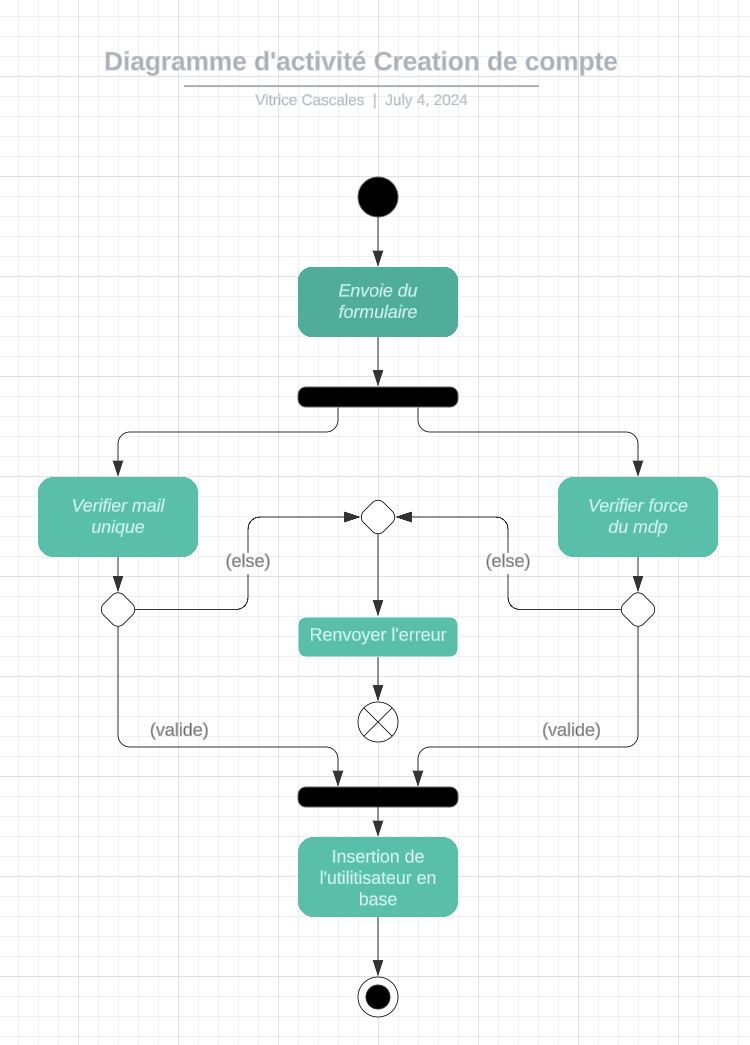 Diagramme d'activité Creation de compte
Vitrice Cascales | July 4, 2024
Envoie du
formulaire
Verifier mail
unique
Verifier force
du mdp
(else)
(else)
Renvoyer l'erreur
(valide)
(valide)
Insertion de
l'utilitisateur en
base